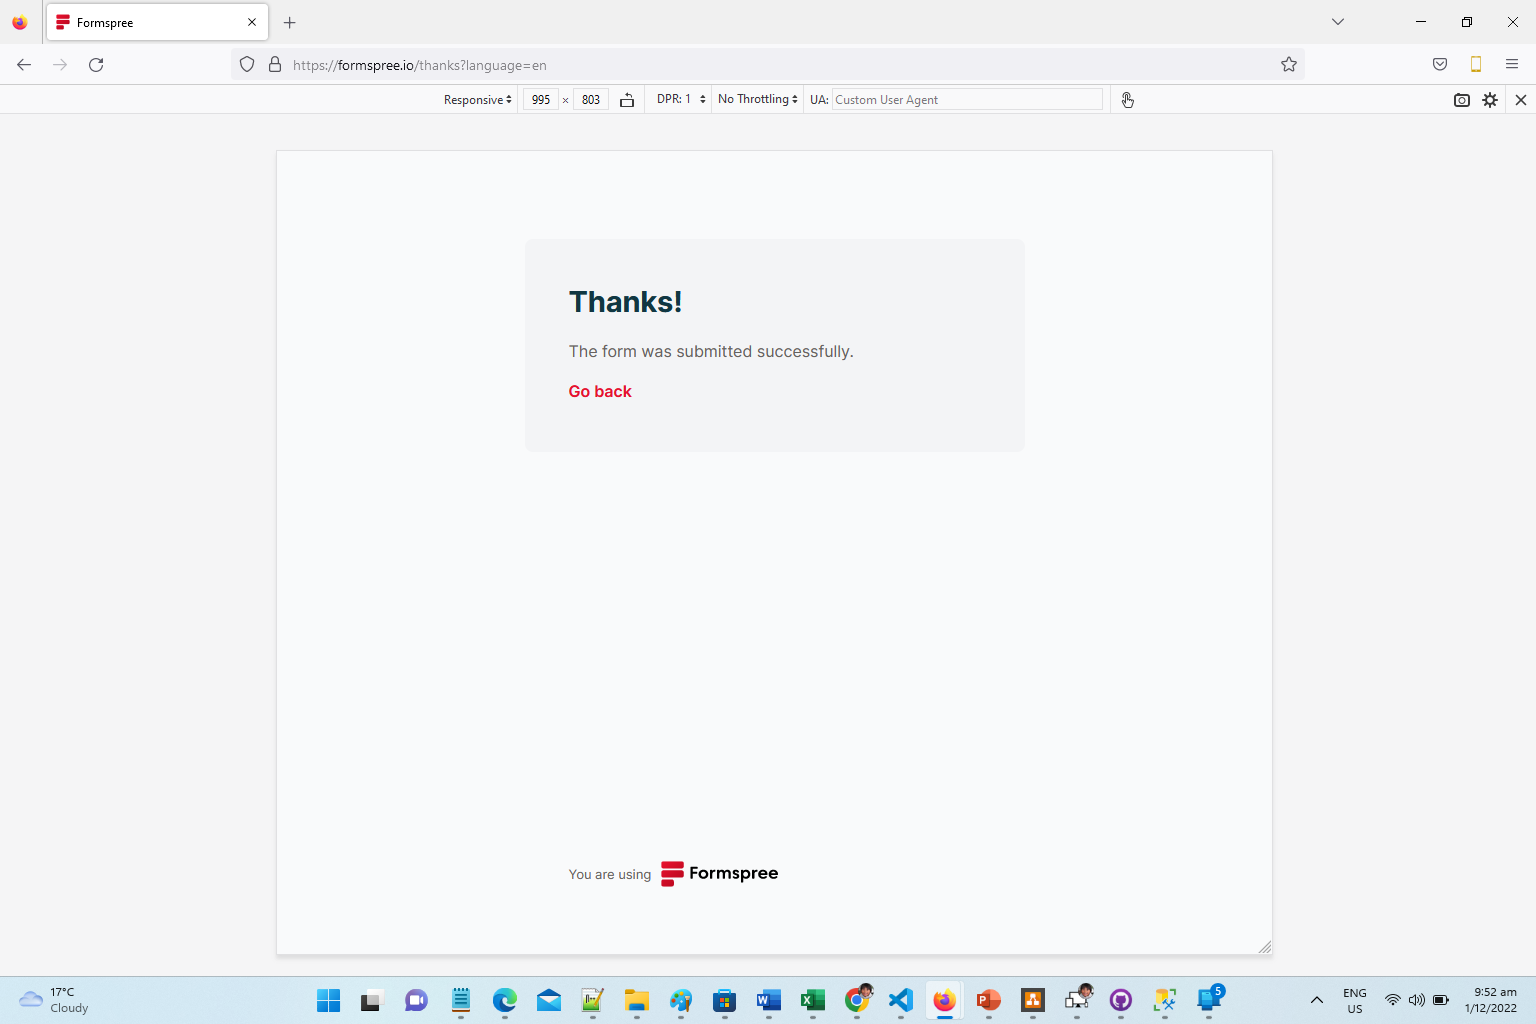 Formspree
https://formspree.io/thanks?language=en
Responsive 995 × 803 DPR: 1 No Throttling UA: Custom User Agent
Thanks!
The form was submitted successfully.
Go back
You are using Formspree
17°C
Cloudy
5
ENG
US
9:52 am
1/12/2022